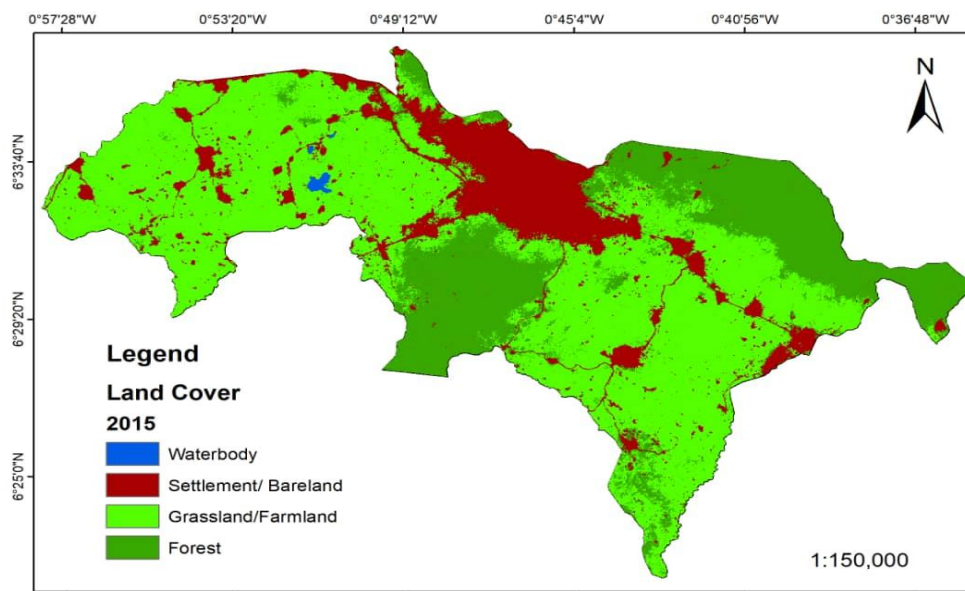 0°57'28"W 0°53'20"W 0°49'12"W 0°45'4"W 0°40'56"W 0°36'48"W
N
6°33'40"N
6°29'20"N
6°25'0"N
Legend
Land Cover
2015
Waterbody
Settlement/ Bareland
Grassland/Farmland
Forest
1:150,000